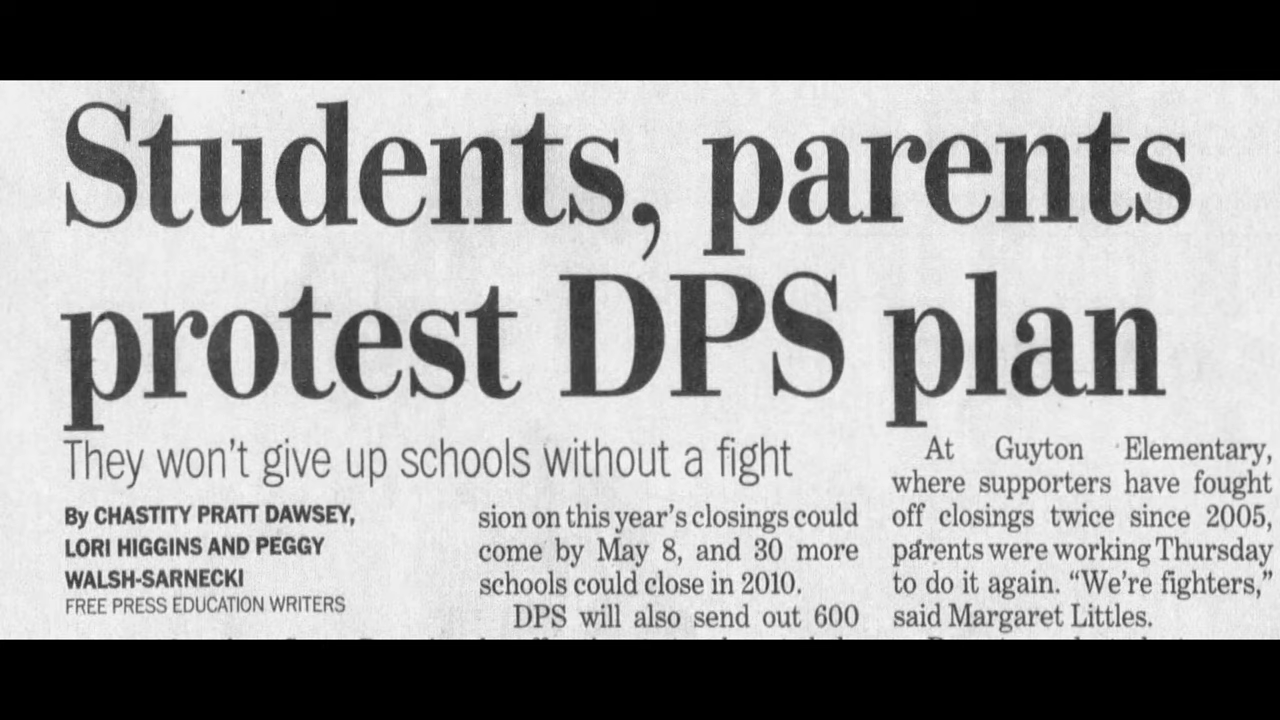 Students, parents
protest DPS plan
They won't give up schools without a fight
By CHASTITY PRATT DAWSEY,
LORI HIGGINS AND PEGGY
WALSH-SARNECKI
FREE PRESS EDUCATION WRITERS
sion on this year's closings could
come by May 8, and 30 more
schools could close in 2010.
DPS will also send out 600
At Guyton Elementary,
where supporters have fought
off closings twice since 2005,
parents were working Thursday
to do it again. "We're fighters,"
said Margaret Littles.